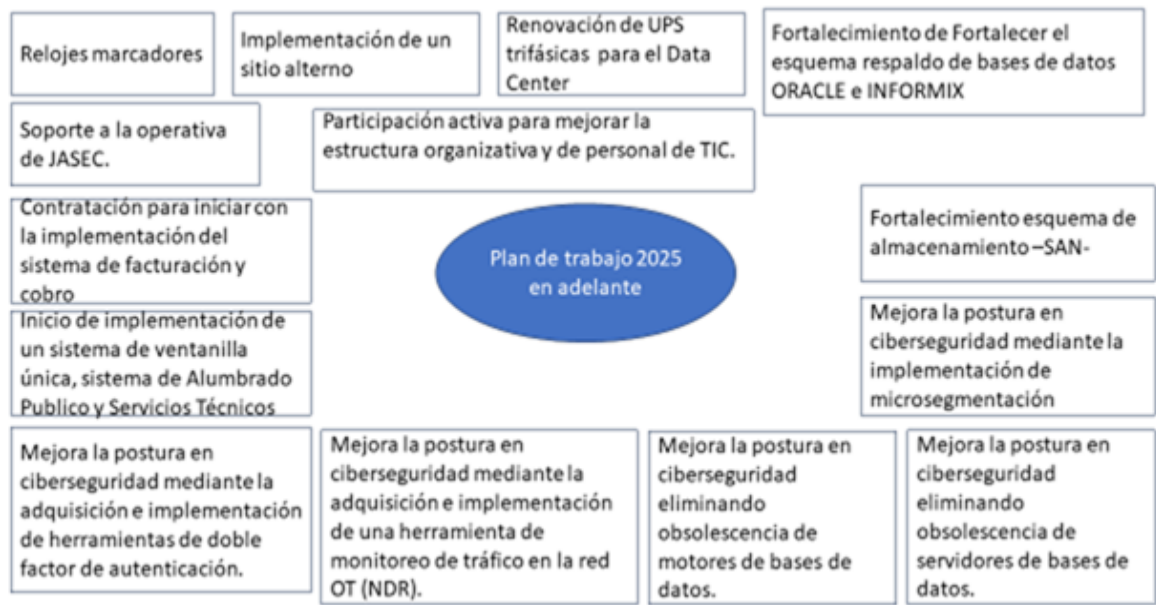 Relojes marcadores
Implementación de un
sitio alterno
Renovación de UPS
trifásicas para el Data
Center
Fortalecimiento de Fortalecer el
esquema respaldo de bases de datos
ORACLE e INFORMIX
Soporte a la operativa
de JASEC.
Participación activa para mejorar la
estructura organizativa y de personal de TIC.
Contratación para iniciar con
la implementación del
sistema de facturación y
cobro
Plan de trabajo 2025
en adelante
Fortalecimiento esquema de
almacenamiento –SAN-
Inicio de implementación de
un sistema de ventanilla
única, sistema de Alumbrado
Publico y Servicios Técnicos
Mejora la postura en
ciberseguridad mediante la
implementación de
microsegmentación
Mejora la postura en
ciberseguridad mediante la
adquisición e implementación
de herramientas de doble
factor de autenticación.
Mejora la postura en
ciberseguridad mediante la
adquisición e implementación
de una herramienta de
monitoreo de tráfico en la red
OT (NDR).
Mejora la postura en
ciberseguridad
eliminando
obsolescencia de
motores de bases de
datos.
Mejora la postura en
ciberseguridad
eliminando
obsolescencia de
servidores de bases de
datos.